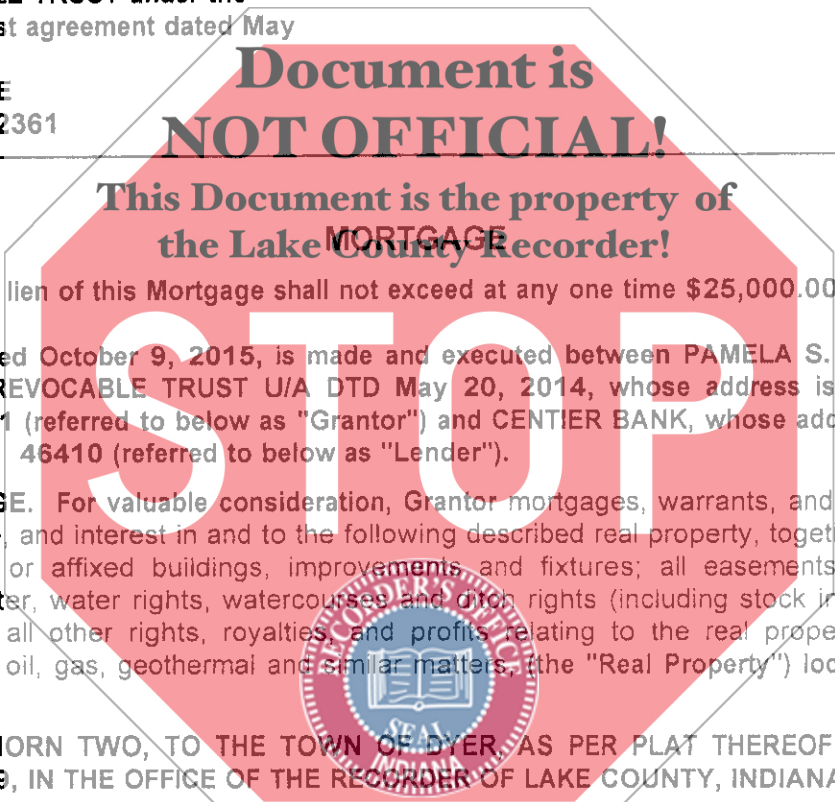 TRUST under the
st agreement dated May
Document is
E
2361
NOT OFFICIAL!
This Document is the property of
the Lake County Recorder!
MORTGAGE
lien of this Mortgage shall not exceed at any one time $25,000.00
ed October 9, 2015, is made and executed between PAMELA S.
REVOCABLE TRUST U/A DTD May 20, 2014, whose address is
1 (referred to below as "Grantor") and CENTIER BANK, whose add
46410 (referred to below as "Lender").
STOP
GE. For valuable consideration, Grantor mortgages, warrants, and
, and interest in and to the following described real property, toget
or affixed buildings, improvements and fixtures; all easements
ter, water rights, watercourses and ditch rights (including stock in
all other rights, royalties, and profits relating to the real prope
oil, gas, geothermal and similar matters, (the "Real Property") loc
RECORDER'S OFFICE
SEAL
INDIANA
HORN TWO, TO THE TOWN OF DYER, AS PER PLAT THEREOF
9, IN THE OFFICE OF THE RECORDER OF LAKE COUNTY, INDIANA